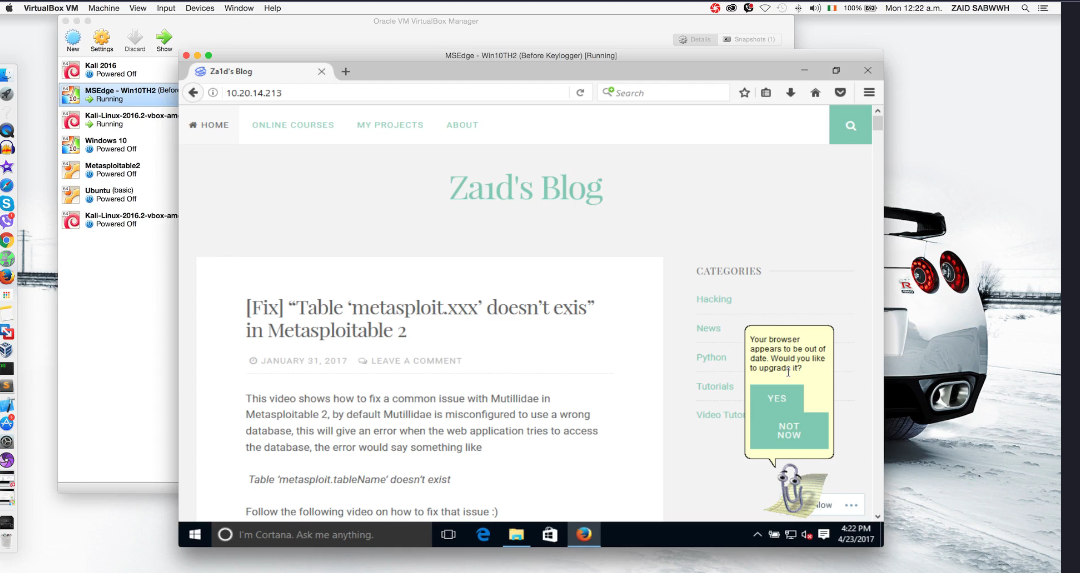 VirtualBox VM Machine View Input Devices Window Help
100% Mon 12:22 a.m. ZAID SABWWH
Oracle VM VirtualBox Manager
New Settings Discard Show
Details Snapshots (1)
Kali 2016
Powered Off
MSEdge - Win10TH2 (Before
Running
Kali-Linux-2016.2-vbox-am
Running
Windows 10
Powered Off
Metasploitable2
Powered Off
Ubuntu (basic)
Powered Off
Kali-Linux-2016.2-vbox-am
Powered Off
MSEdge - Win10TH2 (Before Keylogger) [Running]
Za1d's Blog
10.20.14.213
Search
HOME ONLINE COURSES MY PROJECTS ABOUT
Za1d's Blog
[Fix] “Table ‘metasploit.xxx’ doesn’t exis”
in Metasploitable 2
JANUARY 31, 2017 LEAVE A COMMENT
This video shows how to fix a common issue with Mutillidae in
Metasploitable 2, by default Mutillidae is misconfigured to use a wrong
database, this will give an error when the web application tries to access
the database, the error would say something like
Table 'metasploit.tableName' doesn't exist
Follow the following video on how to fix that issue :)
CATEGORIES
Hacking
News
Python
Tutorials
Video Tutor
Your browser
appears to be out of
date. Would you like
to upgrade it?
YES
NOT
NOW
low
I'm Cortana. Ask me anything.
4:22 PM
4/23/2017